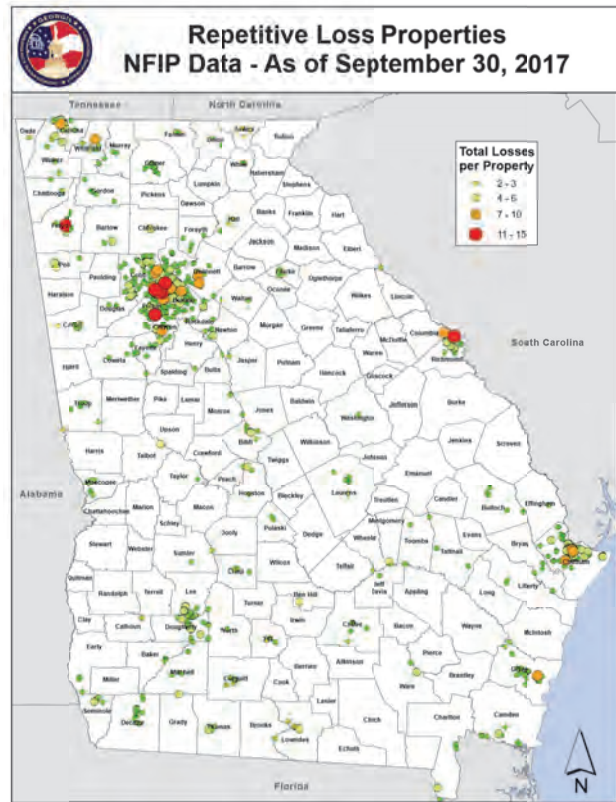 Repetitive Loss Properties
NFIP Data - As of September 30, 2017
Tennessee
North Carolina
Total Losses
per Property
2 - 3
4 - 6
7 - 10
11 - 15
South Carolina
Alabama
Florida
N
Dade
Murray
Walker
Whitfield
Towns
Rabun
White
Habersham
Stephens
Lumpkin
Chattooga
Gordon
Pickens
Dawson
Banks
Franklin
Hart
Bartow
Cherokee
Forsyth
Hall
Jackson
Madison
Elbert
Polk
Paulding
Barrow
Oglethorpe
Oconee
Wilkes
Lincoln
Haralson
Douglas
Walton
Morgan
Greene
Taliaferro
McDuffie
Columbia
Warren
Richmond
Newton
Henry
Jasper
Putnam
Hancock
Glascock
Heard
Coweta
Spalding
Butts
Troup
Meriwether
Pike
Lamar
Monroe
Jones
Baldwin
Washington
Jefferson
Burke
Upson
Bibb
Wilkinson
Jenkins
Screven
Harris
Talbot
Crawford
Twiggs
Johnson
Emanuel
Taylor
Peach
Houston
Bleckley
Laurens
Treutlen
Candler
Bulloch
Effingham
Muscogee
Chattahoochee
Marion
Macon
Schley
Dooly
Pulaski
Dodge
Wheeler
Montgomery
Toombs
Tattnall
Evans
Bryan
Chatham
Stewart
Webster
Sumter
Crisp
Wilcox
Telfair
Jeff
Davis
Appling
Long
Liberty
Quitman
Randolph
Terrell
Lee
Turner
Ben Hill
Irwin
Coffee
Bacon
Wayne
McIntosh
Clay
Calhoun
Dougherty
Worth
Tift
Early
Baker
Mitchell
Colquitt
Cook
Berrien
Atkinson
Pierce
Ware
Brantley
Glynn
Miller
Seminole
Decatur
Grady
Thomas
Brooks
Lowndes
Lanier
Clinch
Echols
Charlton
Camden